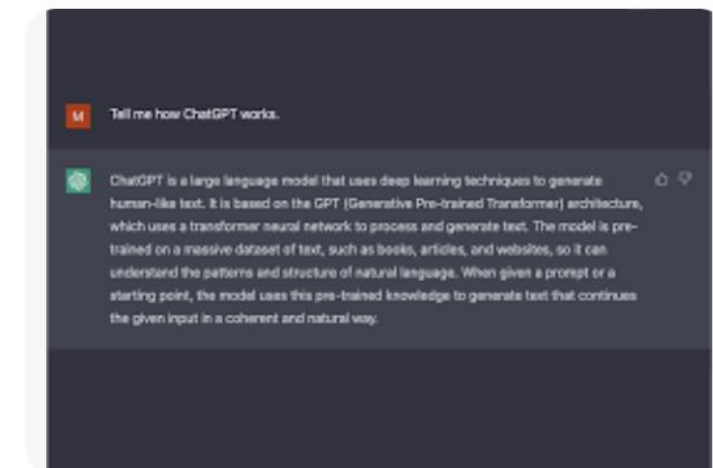 M
Tell me how ChatGPT works.
ChatGPT is a large language model that uses deep learning techniques to generate
human-like text. It is based on the GPT (Generative Pre-trained Transformer) architecture,
which uses a transformer neural network to process and generate text. The model is pre-
trained on a massive dataset of text, such as books, articles, and websites, so it can
understand the patterns and structure of natural language. When given a prompt or a
starting point, the model uses this pre-trained knowledge to generate text that continues
the given input in a coherent and natural way.